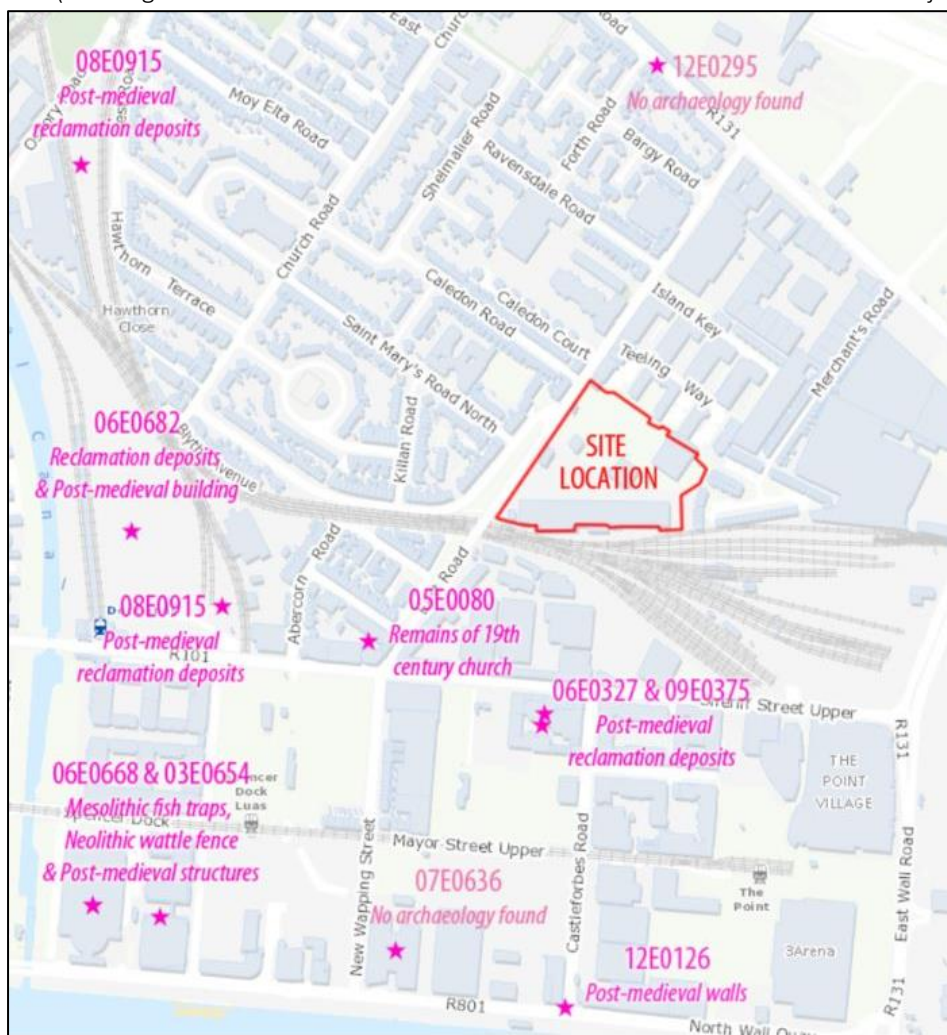 08E0915
Post-medieval
reclamation deposits
12E0295
No archaeology found
Moy Elta Road
East
Church
R131
Forth Road
Bargy Road
Shelmalier Road
Ravensdale Road
Church Road
Hawthorn Terrace
Hawthorn
Close
Caledon Court
Caledon Road
Island Key
Teeling Way
Merchant's Road
Saint Mary's Road North
Killan Road
Blythe Avenue
SITE
LOCATION
06E0682
Reclamation deposits
& Post-medieval building
Canal
Abercorn Road
Road
08E0915
Post-medieval
reclamation deposits
R101
05E0080
Remains of 19th
century church
06E0327 & 09E0375
Post-medieval
reclamation deposits
Street Upper
R131
THE
POINT
VILLAGE
06E0668 & 03E0654
Mesolithic fish traps,
Neolithic wattle fence
& Post-medieval structures
Dock
Luas
Dock
Mayor Street Upper
The
Point
New Wapping Street
Castleforbes Road
East Wall Road
07E0636
No archaeology found
3Arena
12E0126
Post-medieval walls
R801
North Wall Quay
R131